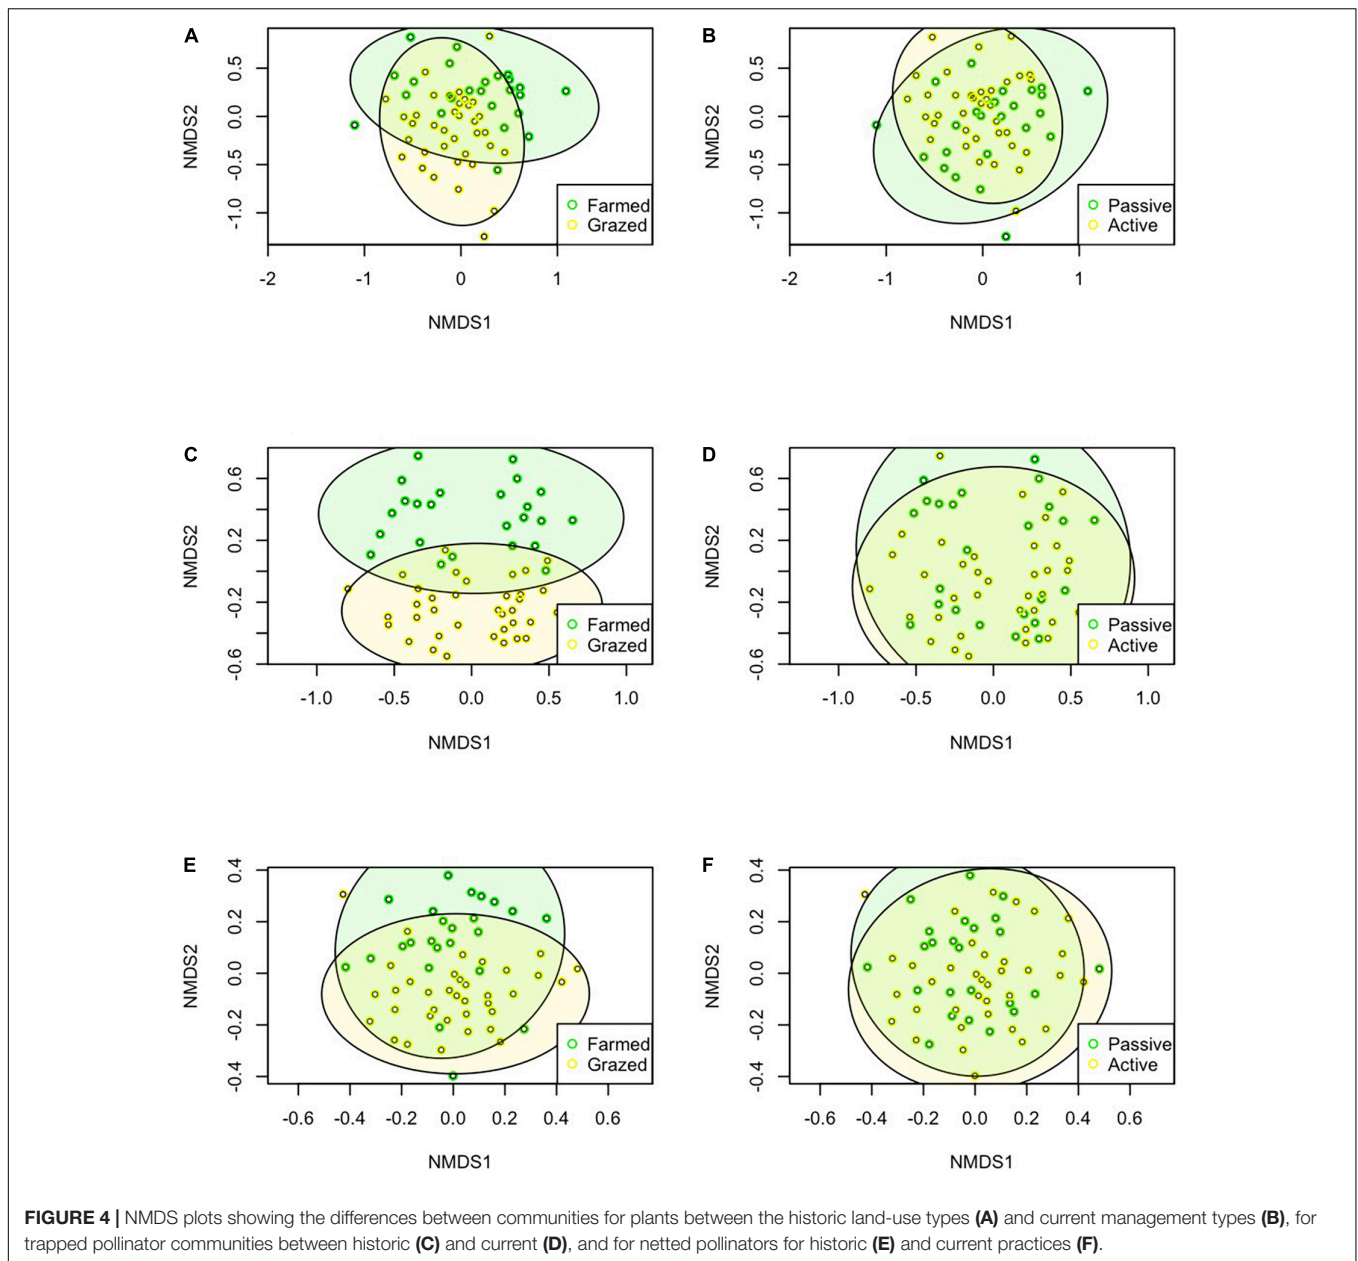 A
NMDS2
0.5
0.0
-0.5
-1.0
Farmed
Grazed
-2 -1 0 1
NMDS1
B
NMDS2
0.5
0.0
-0.5
-1.0
Passive
Active
-2 -1 0 1
NMDS1
C
NMDS2
0.6
0.2
-0.2
-0.6
Farmed
Grazed
-1.0 -0.5 0.0 0.5 1.0
NMDS1
D
NMDS2
0.6
0.2
-0.2
-0.6
Passive
Active
-1.0 -0.5 0.0 0.5 1.0
NMDS1
E
NMDS2
0.4
0.2
0.0
-0.2
-0.4
Farmed
Grazed
-0.6 -0.4 -0.2 0.0 0.2 0.4 0.6
NMDS1
F
NMDS2
0.4
0.2
0.0
-0.2
-0.4
Passive
Active
-0.6 -0.4 -0.2 0.0 0.2 0.4 0.6
NMDS1
FIGURE 4 | NMDS plots showing the differences between communities for plants between the historic land-use types (A) and current management types (B), for
trapped pollinator communities between historic (C) and current (D), and for netted pollinators for historic (E) and current practices (F).